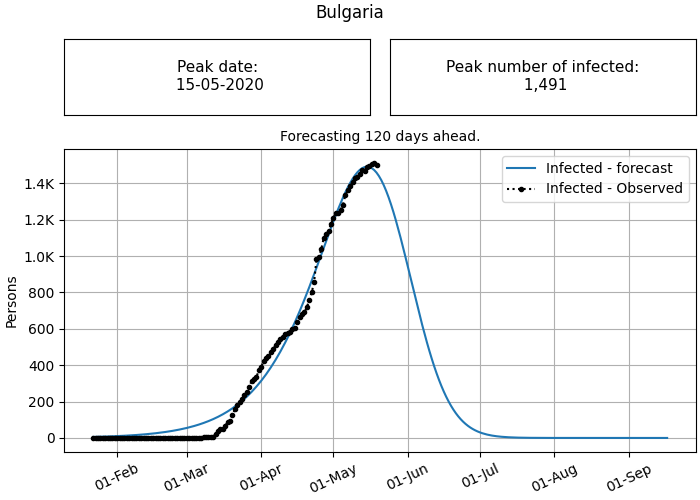 Bulgaria
Peak date:
15-05-2020
Peak number of infected:
1,491
Forecasting 120 days ahead.
Infected - forecast
Infected - Observed
1.4K
1.2K
1.0K
800
600
400
200
0
Persons
01-Feb
01-Mar
01-Apr
01-May
01-Jun
01-Jul
01-Aug
01-Sep